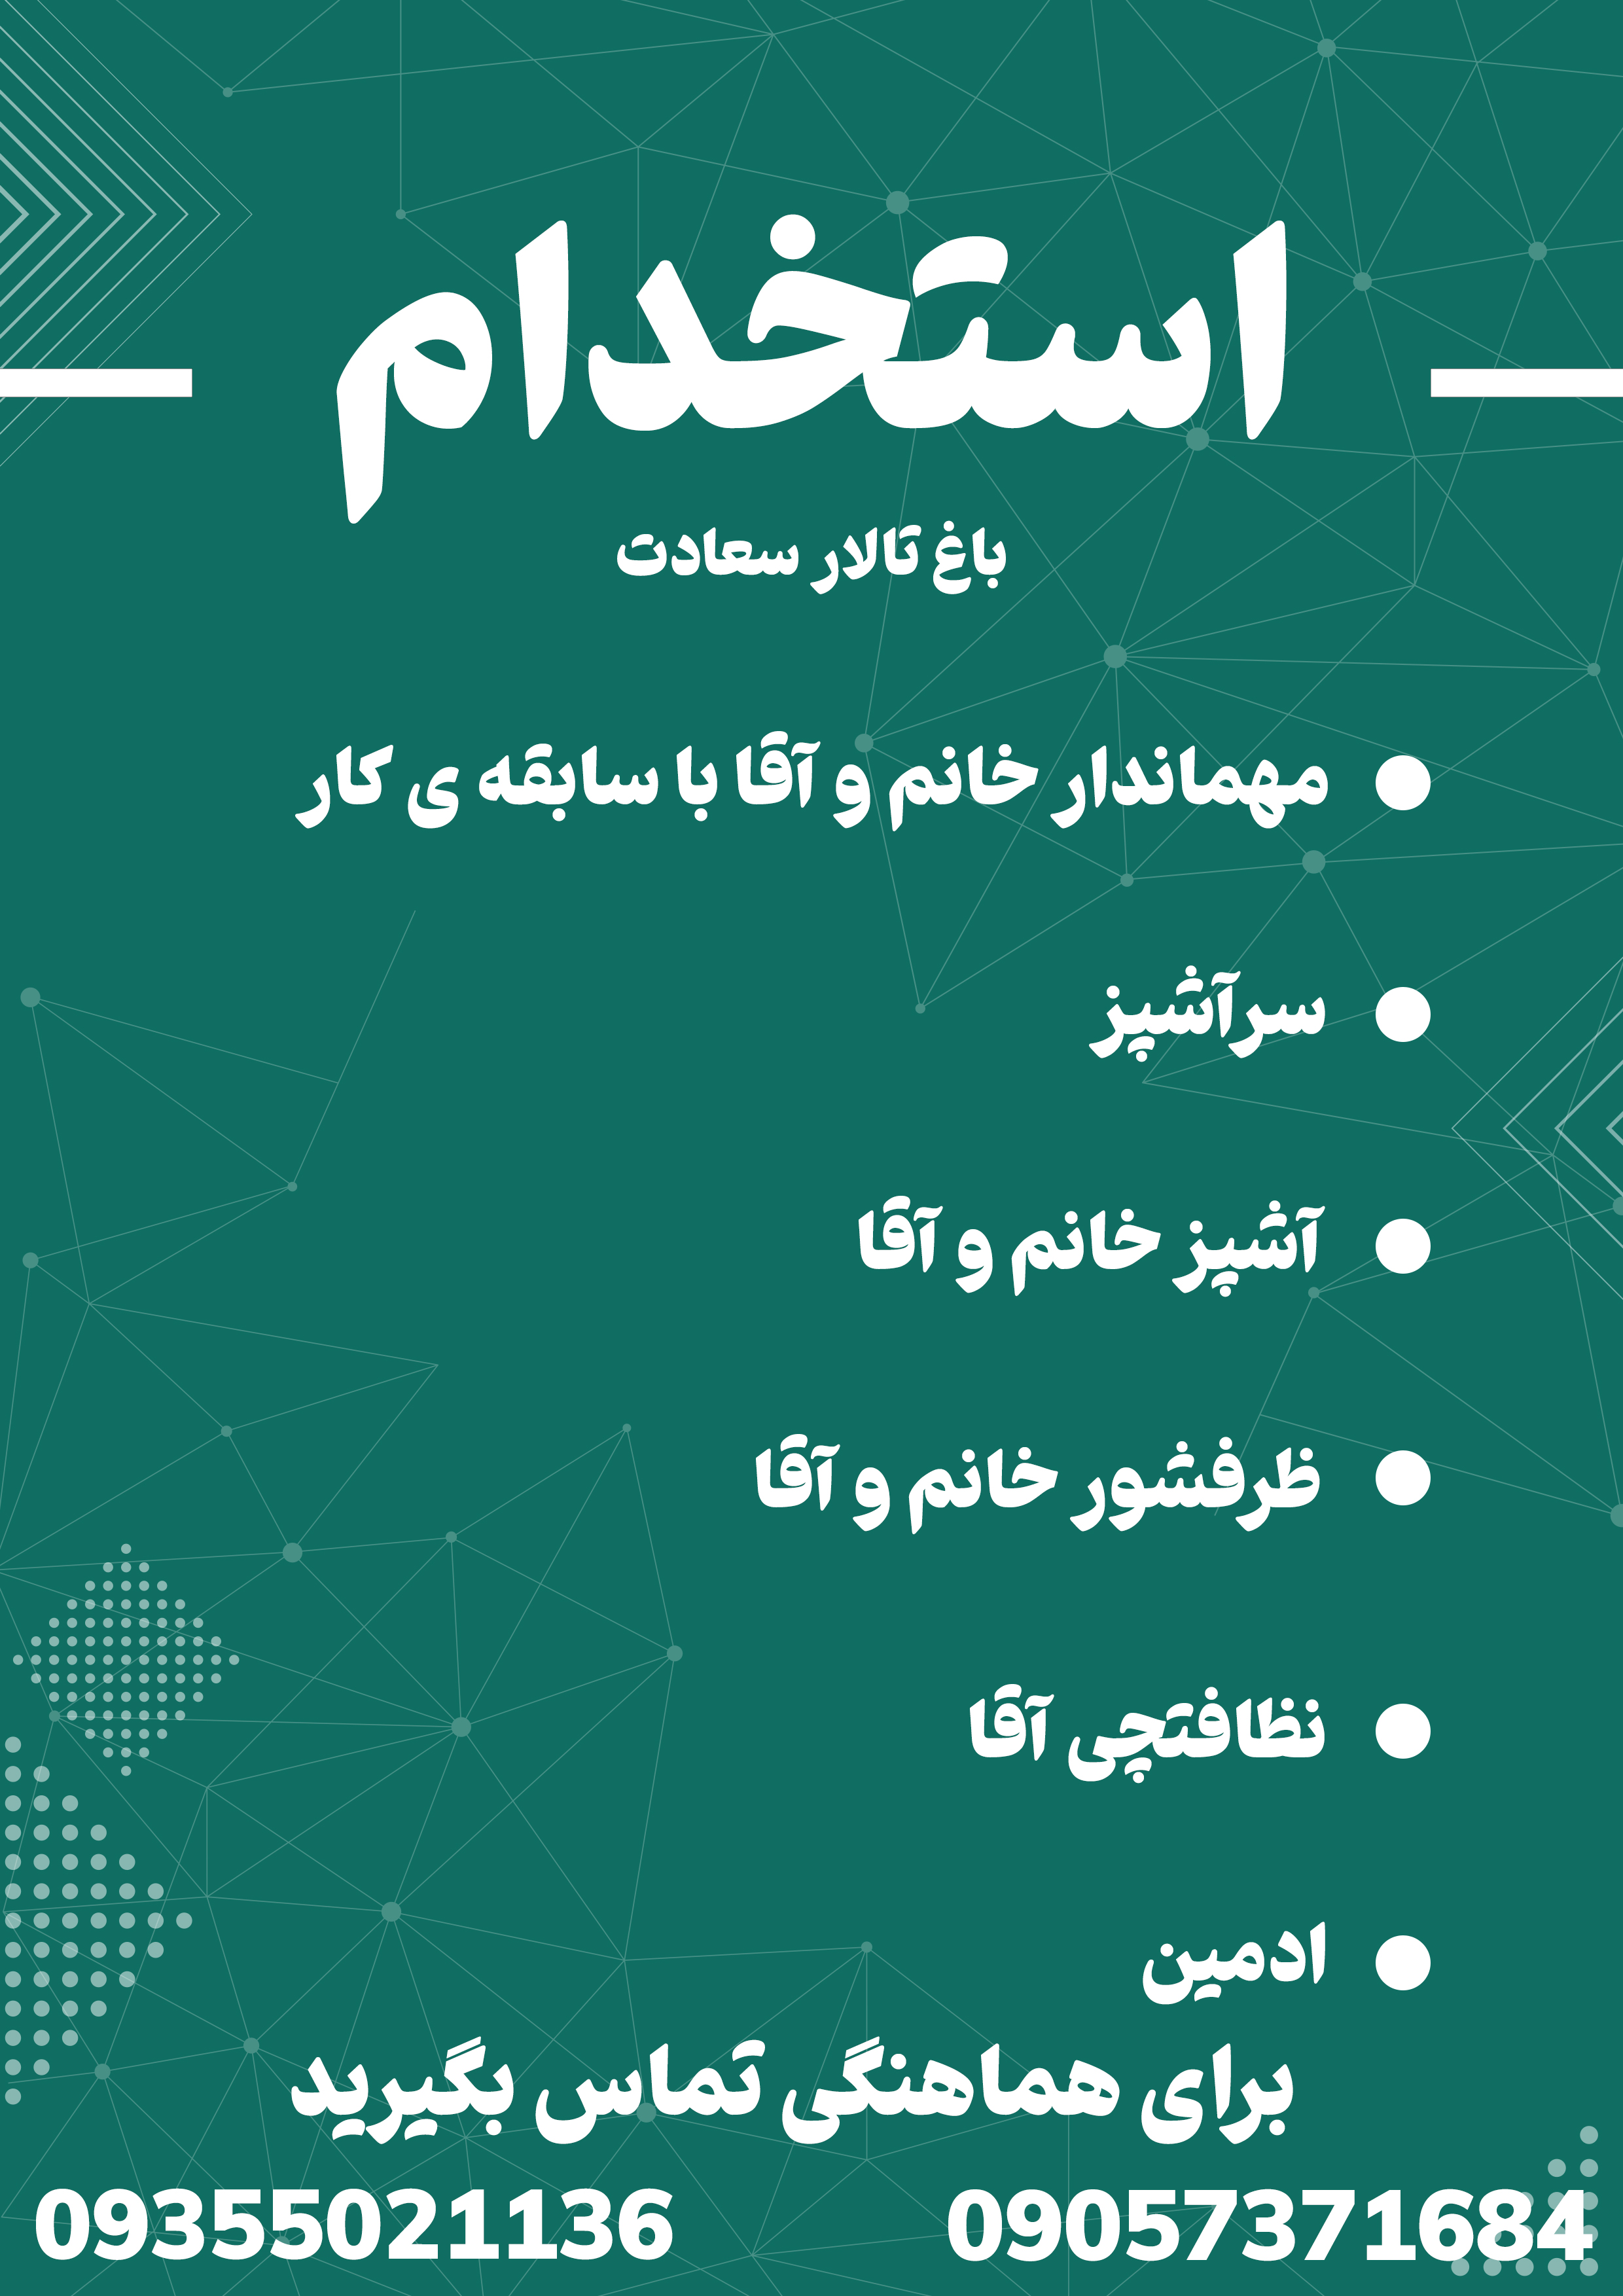 استخدام
باغ تالار سعادت
مهماندار خانم و آقا با سابقه ی کار
سرآشپز
آشپز خانم و آقا
ظرفشور خانم و آقا
نظافتچی آقا
ادمین
برای هماهنگی تماس بگیرید
09355021136 09057371684